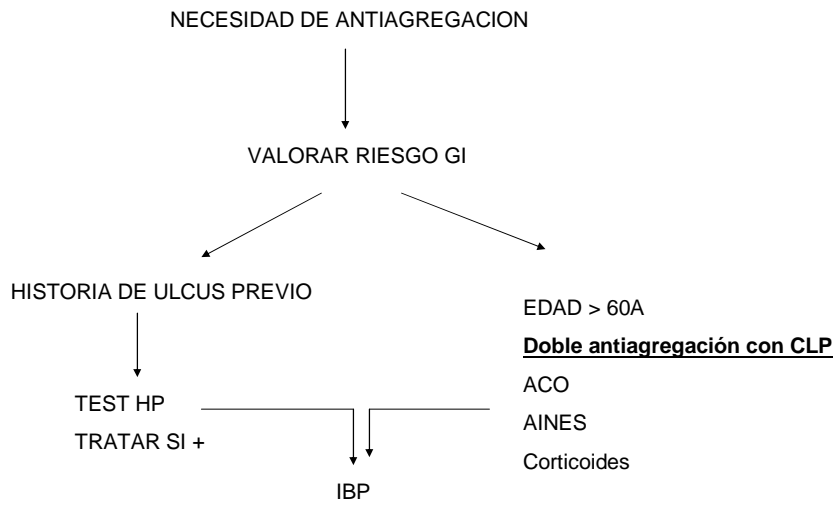 NECESIDAD DE ANTIAGREGACION
VALORAR RIESGO GI
HISTORIA DE ULCUS PREVIO
TEST HP
TRATAR SI +
EDAD > 60A
Doble antiagregación con CLP
ACO
AINES
Corticoides
IBP